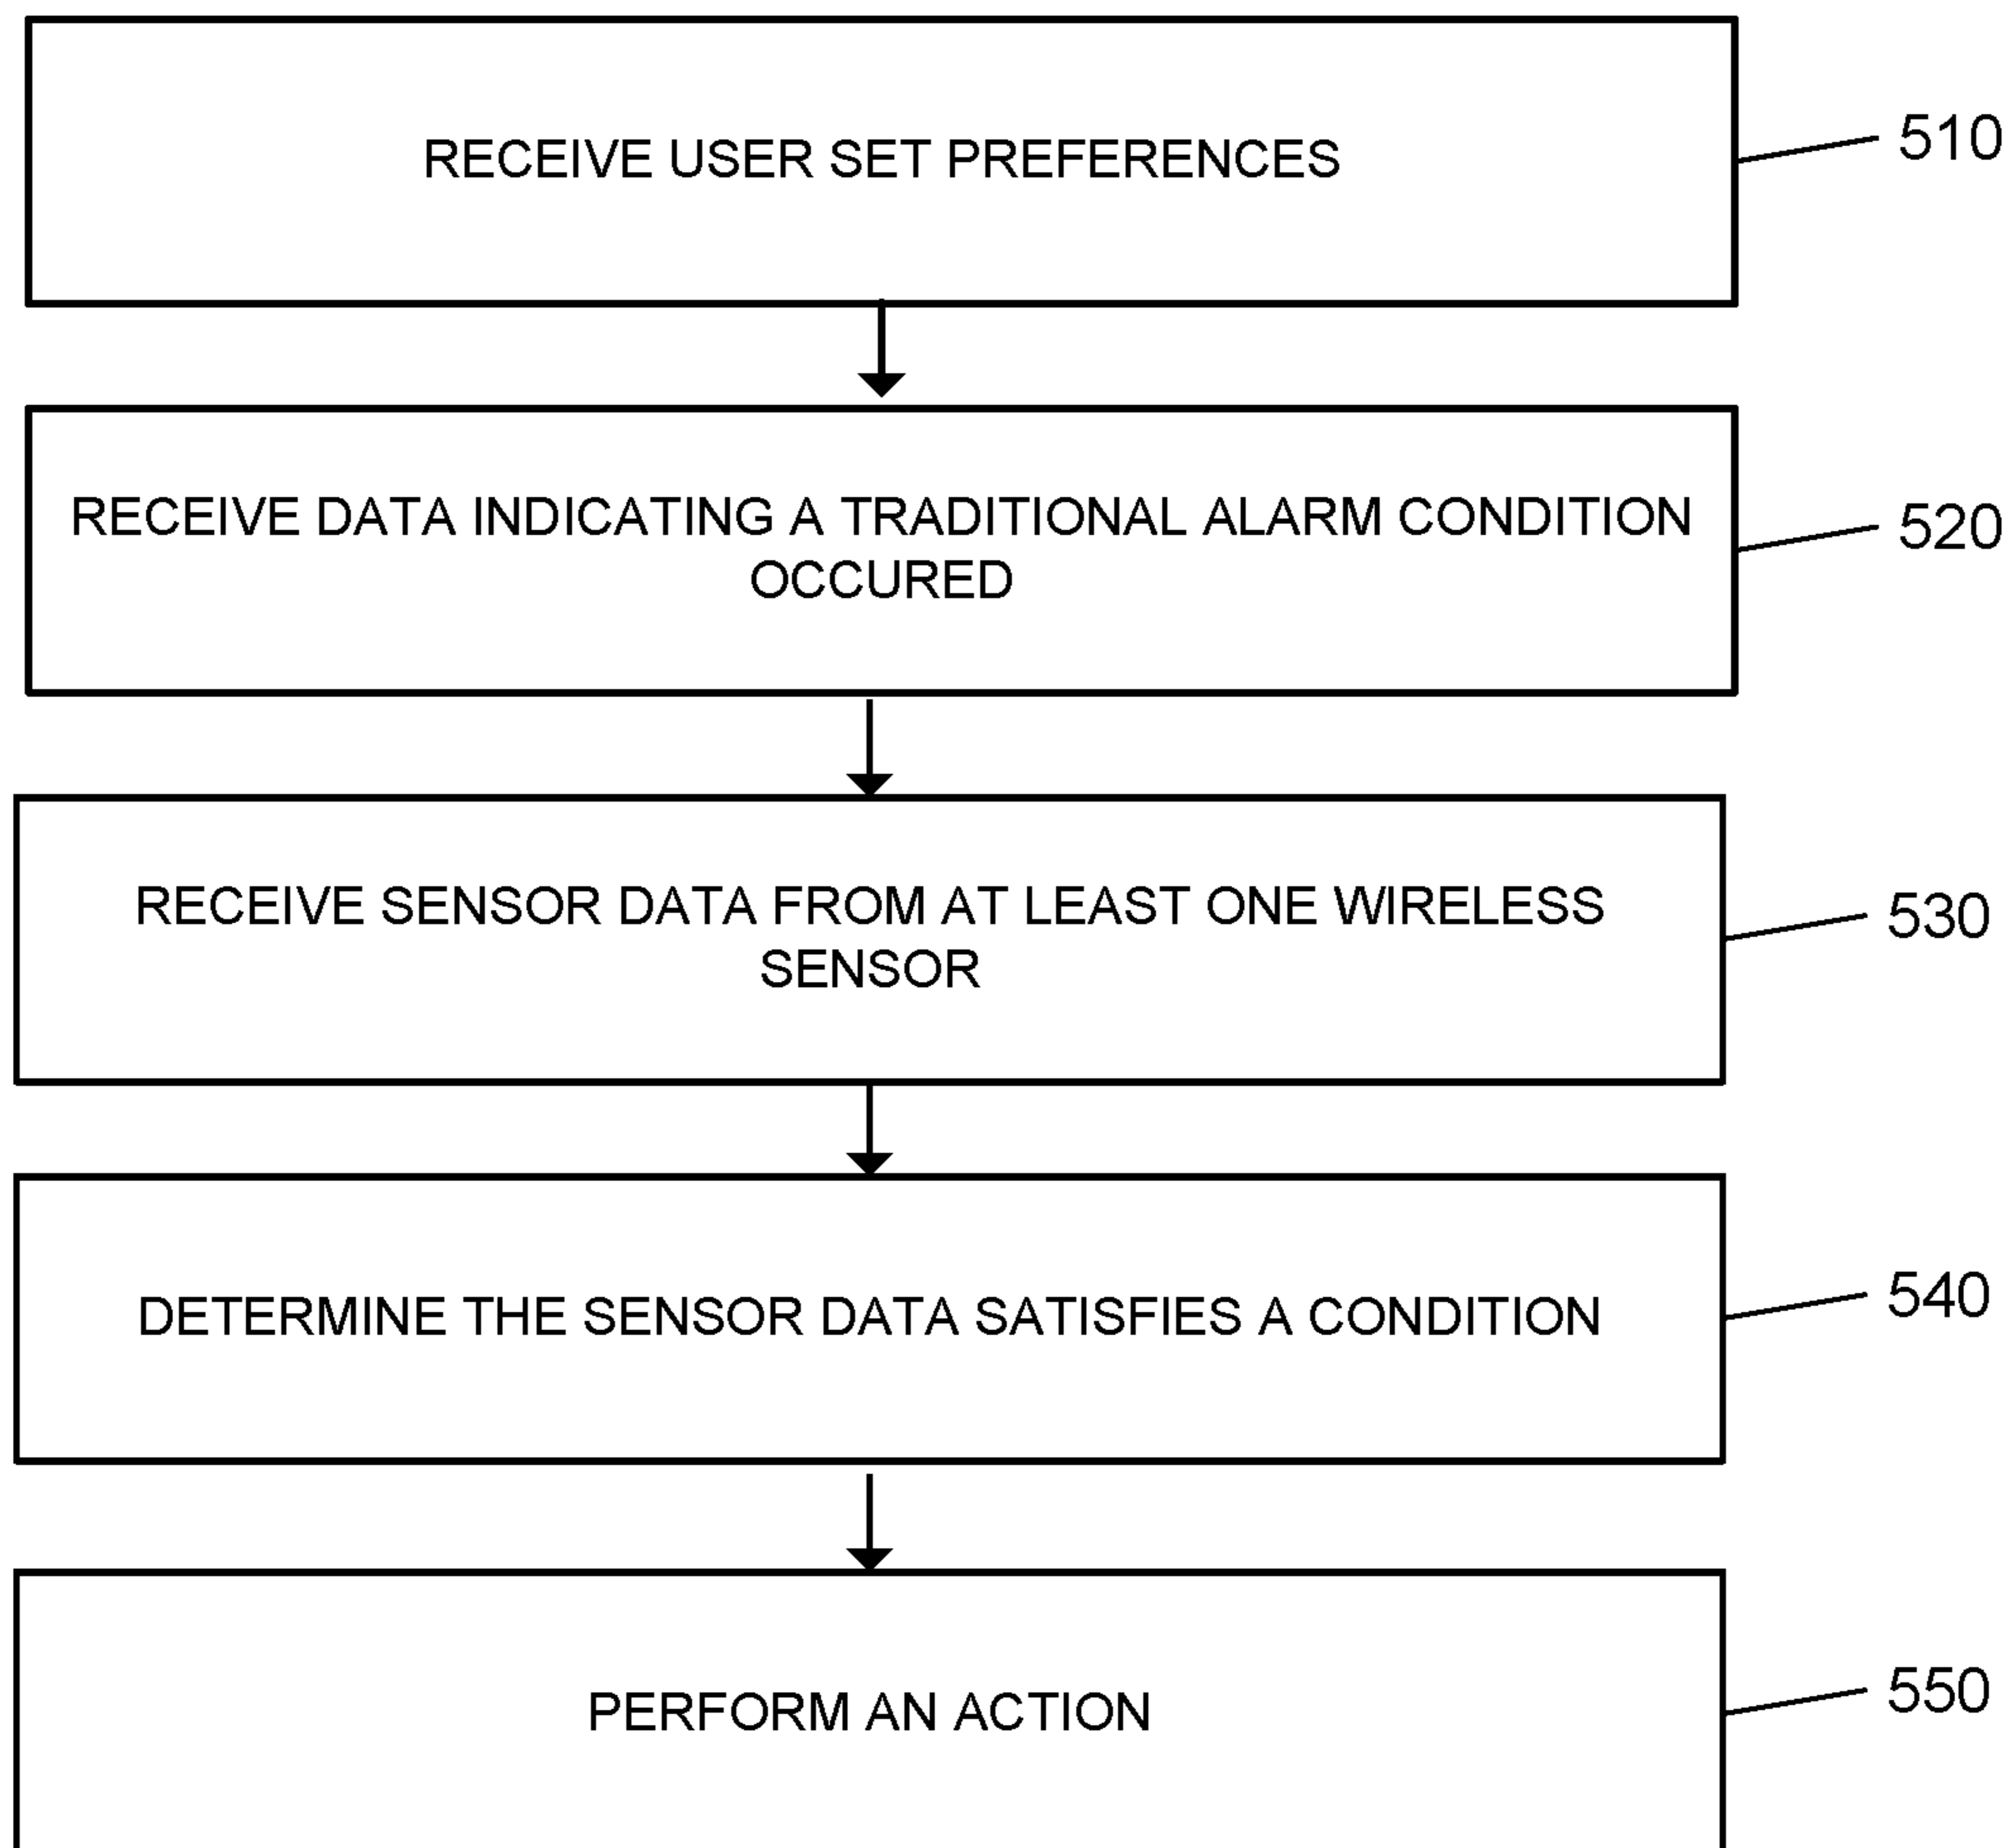 RECEIVE USER SET PREFERENCES
510
RECEIVE DATA INDICATING A TRADITIONAL ALARM CONDITION
OCCURED
520
RECEIVE SENSOR DATA FROM AT LEAST ONE WIRELESS
SENSOR
530
DETERMINE THE SENSOR DATA SATISFIES A CONDITION
540
PERFORM AN ACTION
550